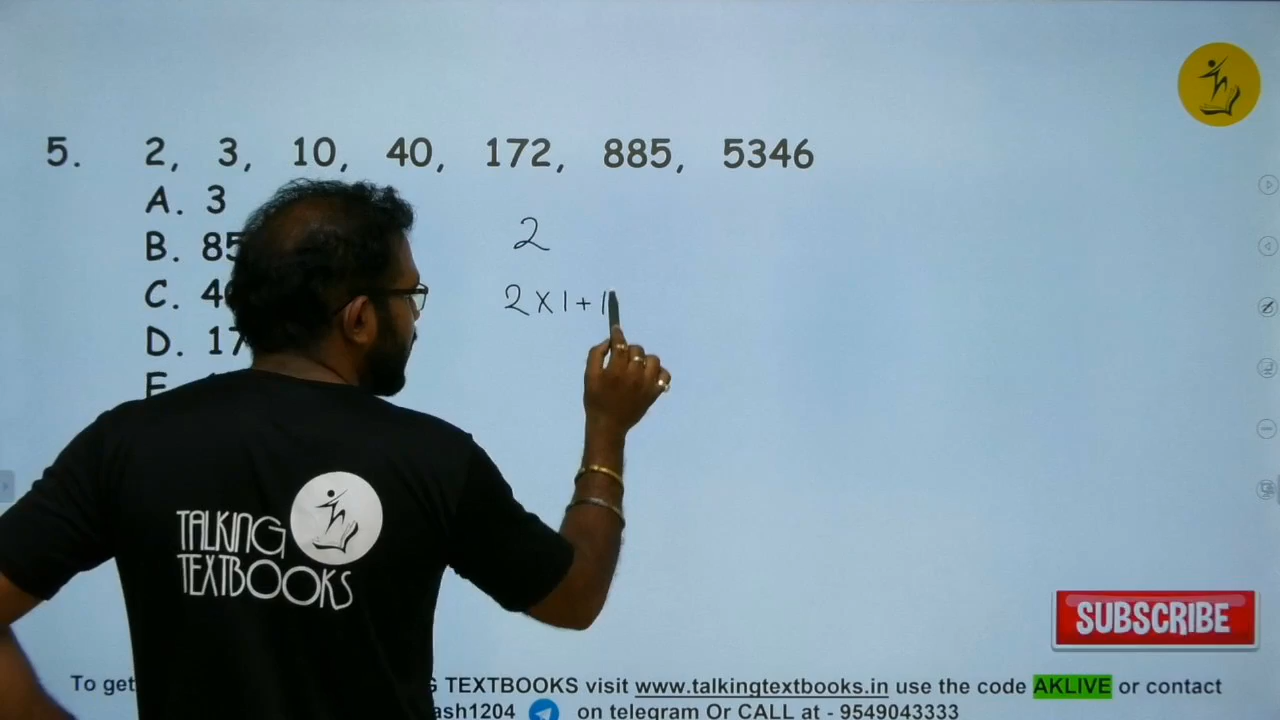 5. 2, 3, 10, 40, 172, 885, 5346
A. 3
B. 85
C. 4
D. 17
E.
2
2 × 1 + 1
TALKING
TEXTBOOKS
SUBSCRIBE
To get TEXTBOOKS visit www.talkingtextbooks.in use the code AKLIVE or contact
ash1204 on telegram Or CALL at - 9549043333